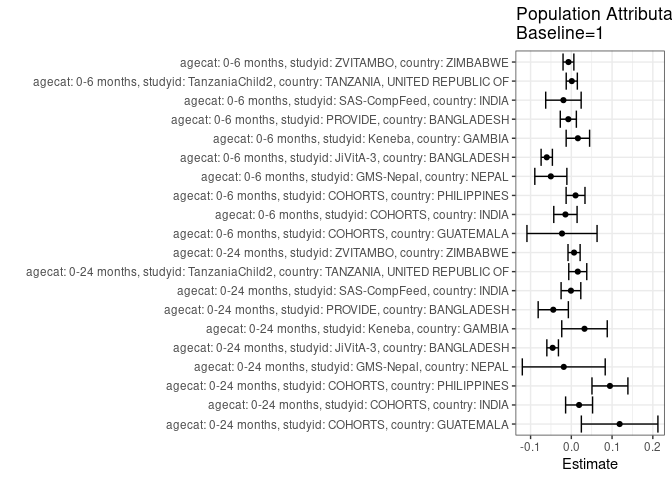 Population Attributa
Baseline=1
agecat: 0-6 months, studyid: ZVITAMBO, country: ZIMBABWE
agecat: 0-6 months, studyid: TanzaniaChild2, country: TANZANIA, UNITED REPUBLIC OF
agecat: 0-6 months, studyid: SAS-CompFeed, country: INDIA
agecat: 0-6 months, studyid: PROVIDE, country: BANGLADESH
agecat: 0-6 months, studyid: Keneba, country: GAMBIA
agecat: 0-6 months, studyid: JiVitA-3, country: BANGLADESH
agecat: 0-6 months, studyid: GMS-Nepal, country: NEPAL
agecat: 0-6 months, studyid: COHORTS, country: PHILIPPINES
agecat: 0-6 months, studyid: COHORTS, country: INDIA
agecat: 0-6 months, studyid: COHORTS, country: GUATEMALA
agecat: 0-24 months, studyid: ZVITAMBO, country: ZIMBABWE
agecat: 0-24 months, studyid: TanzaniaChild2, country: TANZANIA, UNITED REPUBLIC OF
agecat: 0-24 months, studyid: SAS-CompFeed, country: INDIA
agecat: 0-24 months, studyid: PROVIDE, country: BANGLADESH
agecat: 0-24 months, studyid: Keneba, country: GAMBIA
agecat: 0-24 months, studyid: JiVitA-3, country: BANGLADESH
agecat: 0-24 months, studyid: GMS-Nepal, country: NEPAL
agecat: 0-24 months, studyid: COHORTS, country: PHILIPPINES
agecat: 0-24 months, studyid: COHORTS, country: INDIA
agecat: 0-24 months, studyid: COHORTS, country: GUATEMALA
-0.1 0.0 0.1 0.2
Estimate